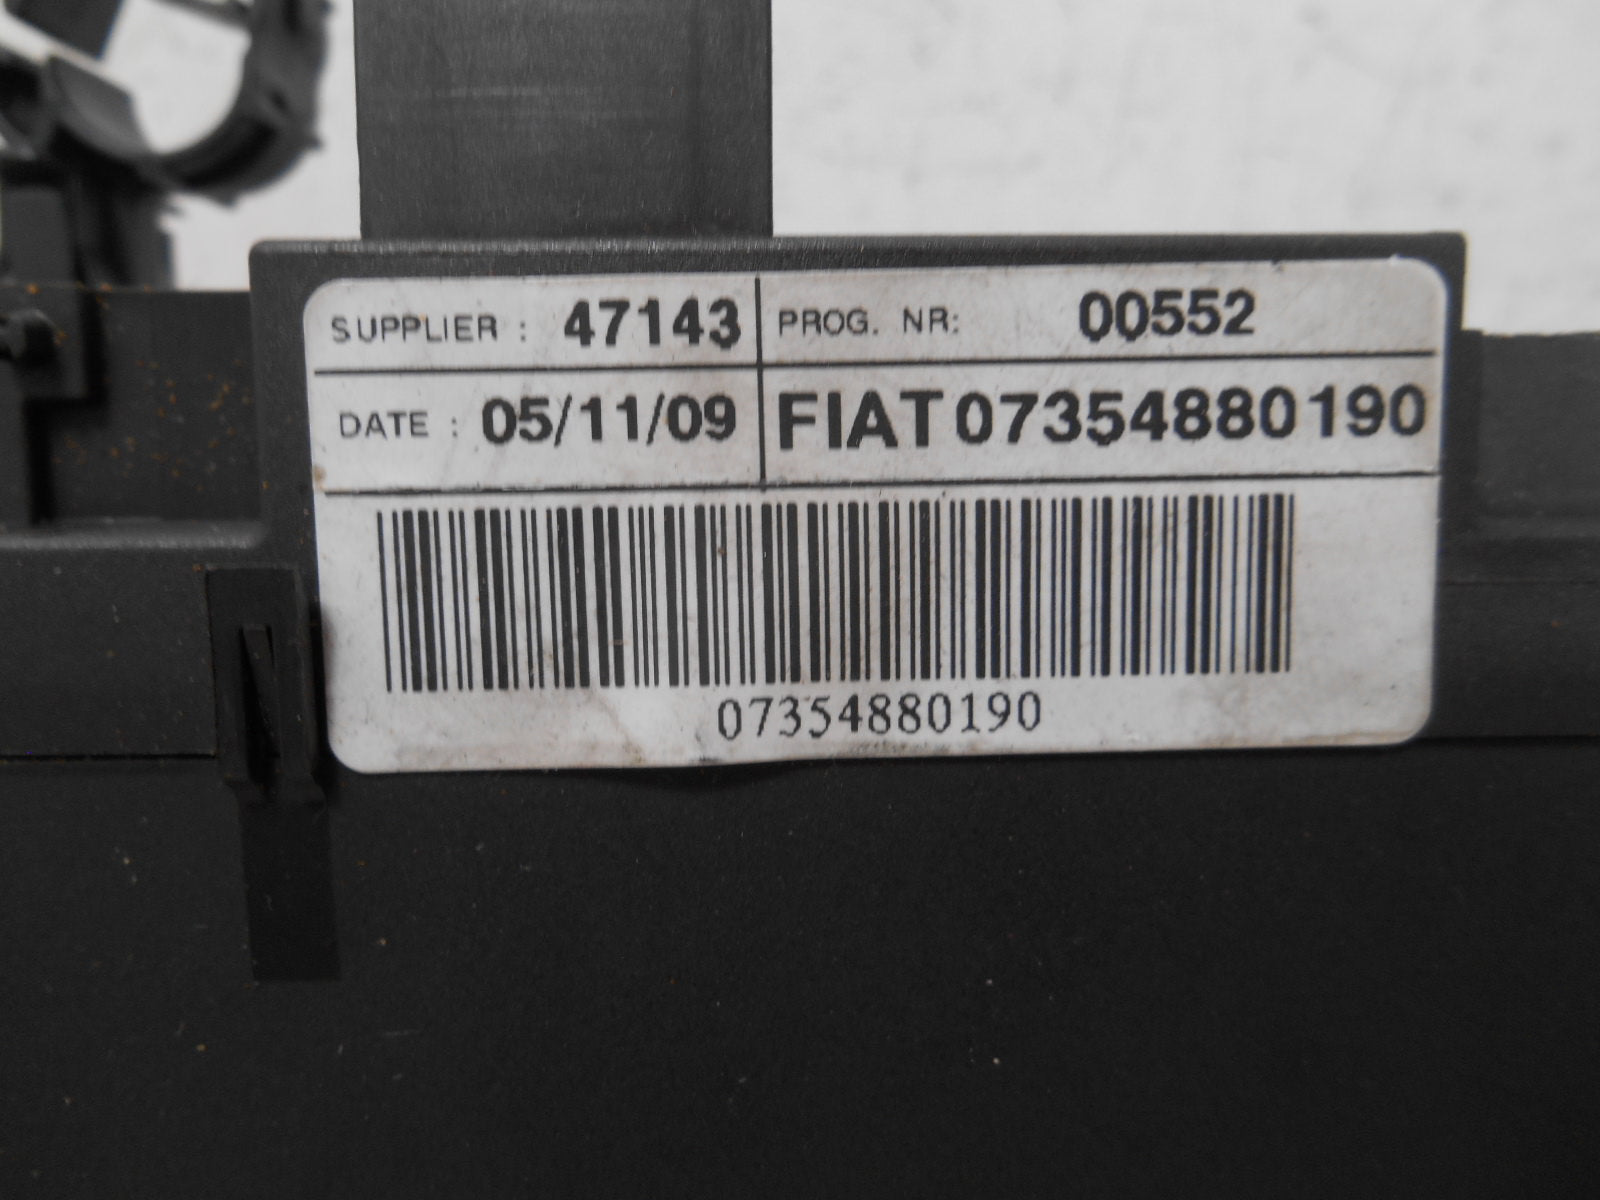 SUPPLIER : 47143 PROG. NR: 00552
DATE : 05/11/09 FIAT 07354880190
07354880190